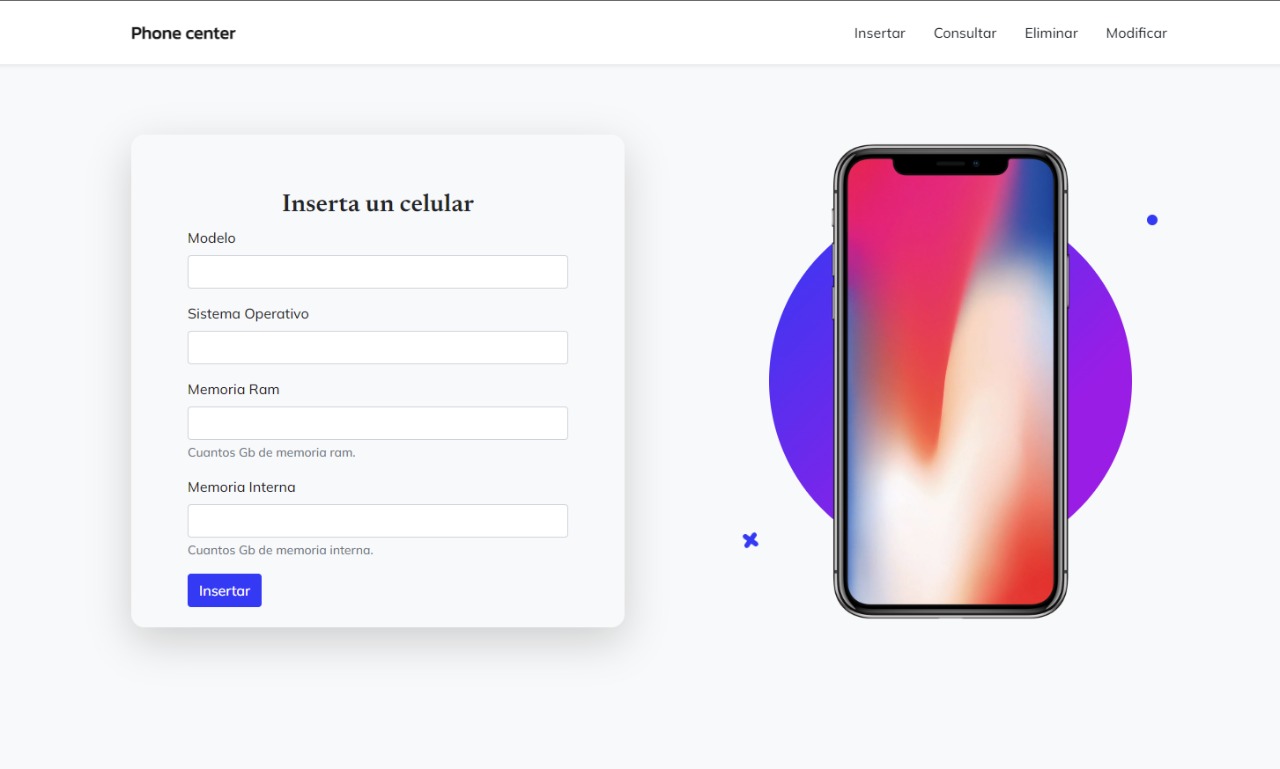 Phone center
Insertar Consultar Eliminar Modificar
Inserta un celular
Modelo
Sistema Operativo
Memoria Ram
Cuantos Gb de memoria ram.
Memoria Interna
Cuantos Gb de memoria interna.
Insertar